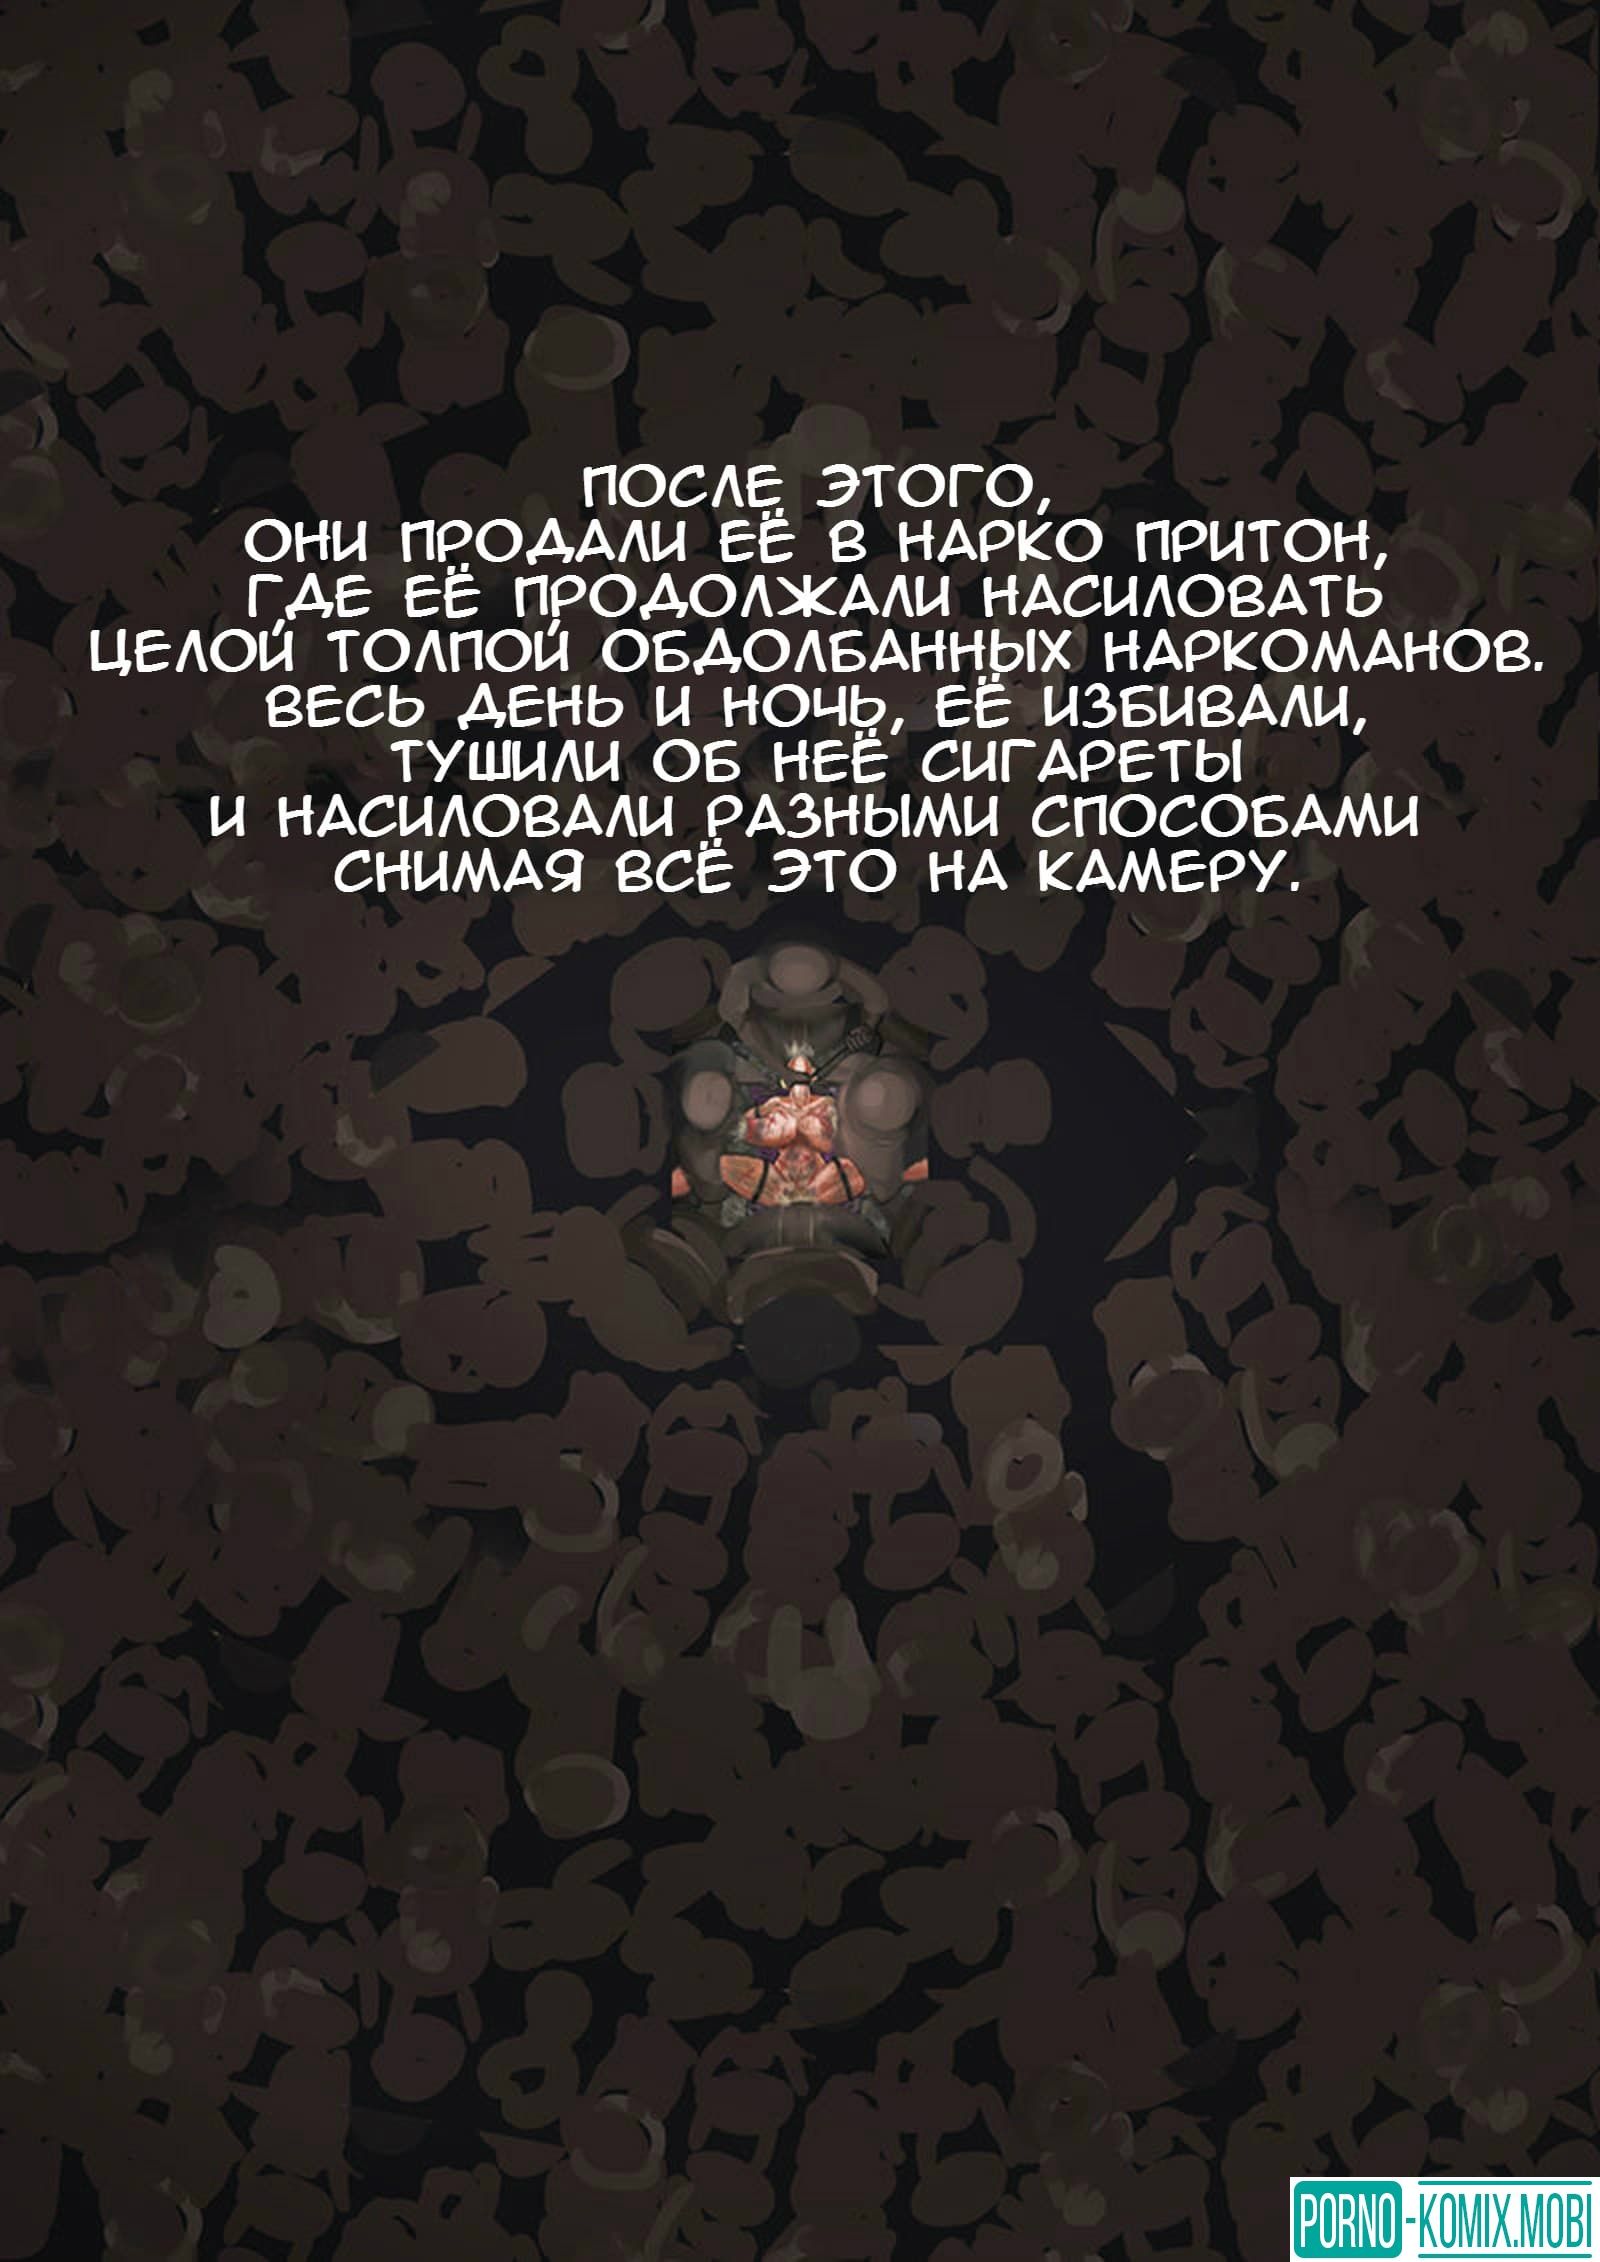 ПОСЛЕ ЭТОГО,
ОНИ ПРОДАЛИ ЕЁ В НАРКО ПРИТОН,
ГДЕ ЕЁ ПРОДОЛЖАЛИ НАСИЛОВАТЬ
ЦЕЛОЙ ТОЛПОЙ ОБДОЛБАННЫХ НАРКОМАНОВ.
ВЕСЬ ДЕНЬ И НОЧЬ, ЕЁ ИЗБИВАЛИ,
ТУШИЛИ ОБ НЕЁ СИГАРЕТЫ
И НАСИЛОВАЛИ РАЗНЫМИ СПОСОБАМИ
СНИМАЯ ВСЁ ЭТО НА КАМЕРУ.
PORNO-KOMIX.MOBI